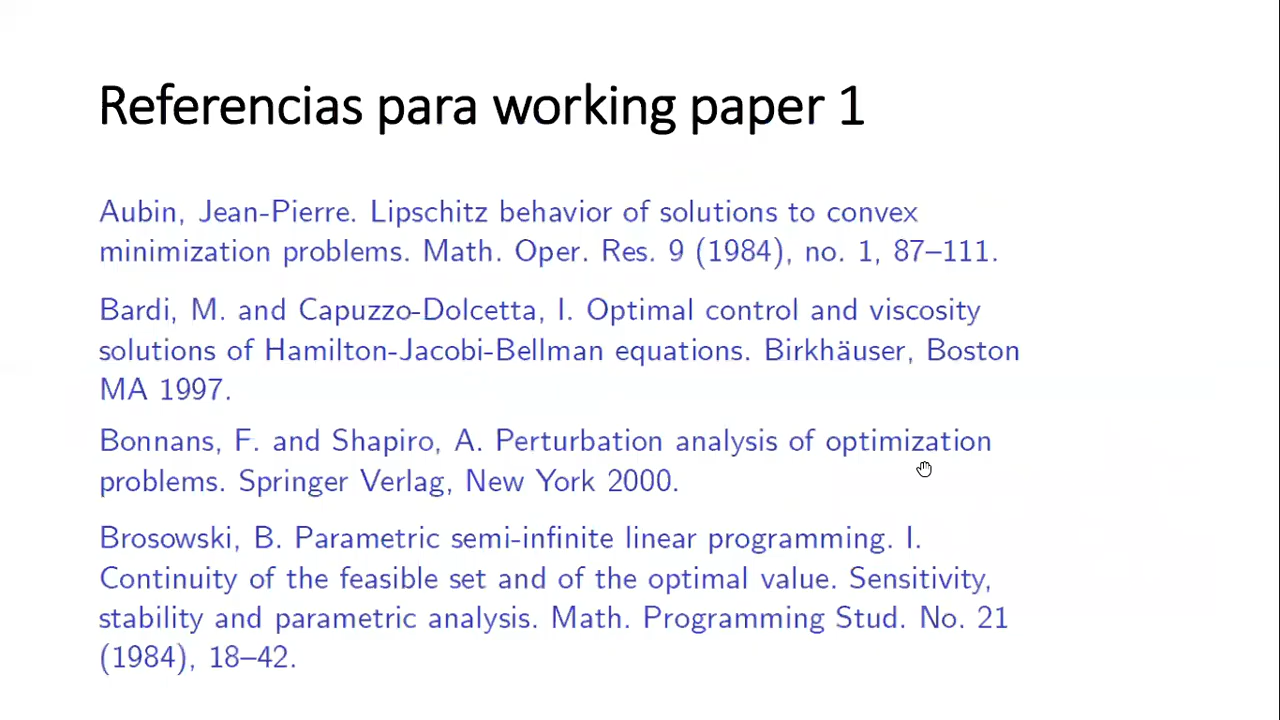 Referencias para working paper 1
Aubin, Jean-Pierre. Lipschitz behavior of solutions to convex
minimization problems. Math. Oper. Res. 9 (1984), no. 1, 87–111.
Bardi, M. and Capuzzo-Dolcetta, I. Optimal control and viscosity
solutions of Hamilton-Jacobi-Bellman equations. Birkhäuser, Boston
MA 1997.
Bonnans, F. and Shapiro, A. Perturbation analysis of optimization
problems. Springer Verlag, New York 2000.
Brosowski, B. Parametric semi-infinite linear programming. I.
Continuity of the feasible set and of the optimal value. Sensitivity,
stability and parametric analysis. Math. Programming Stud. No. 21
(1984), 18–42.